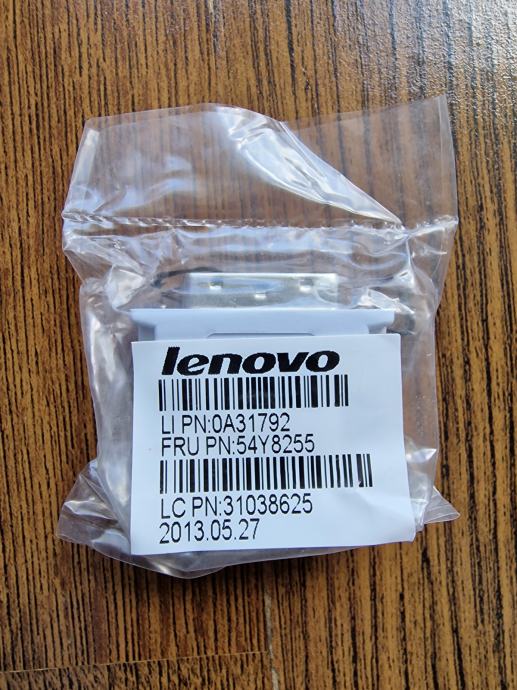 lenovo
LI PN:0A31792
FRU PN:54Y8255
LC PN:31038625
2013.05.27